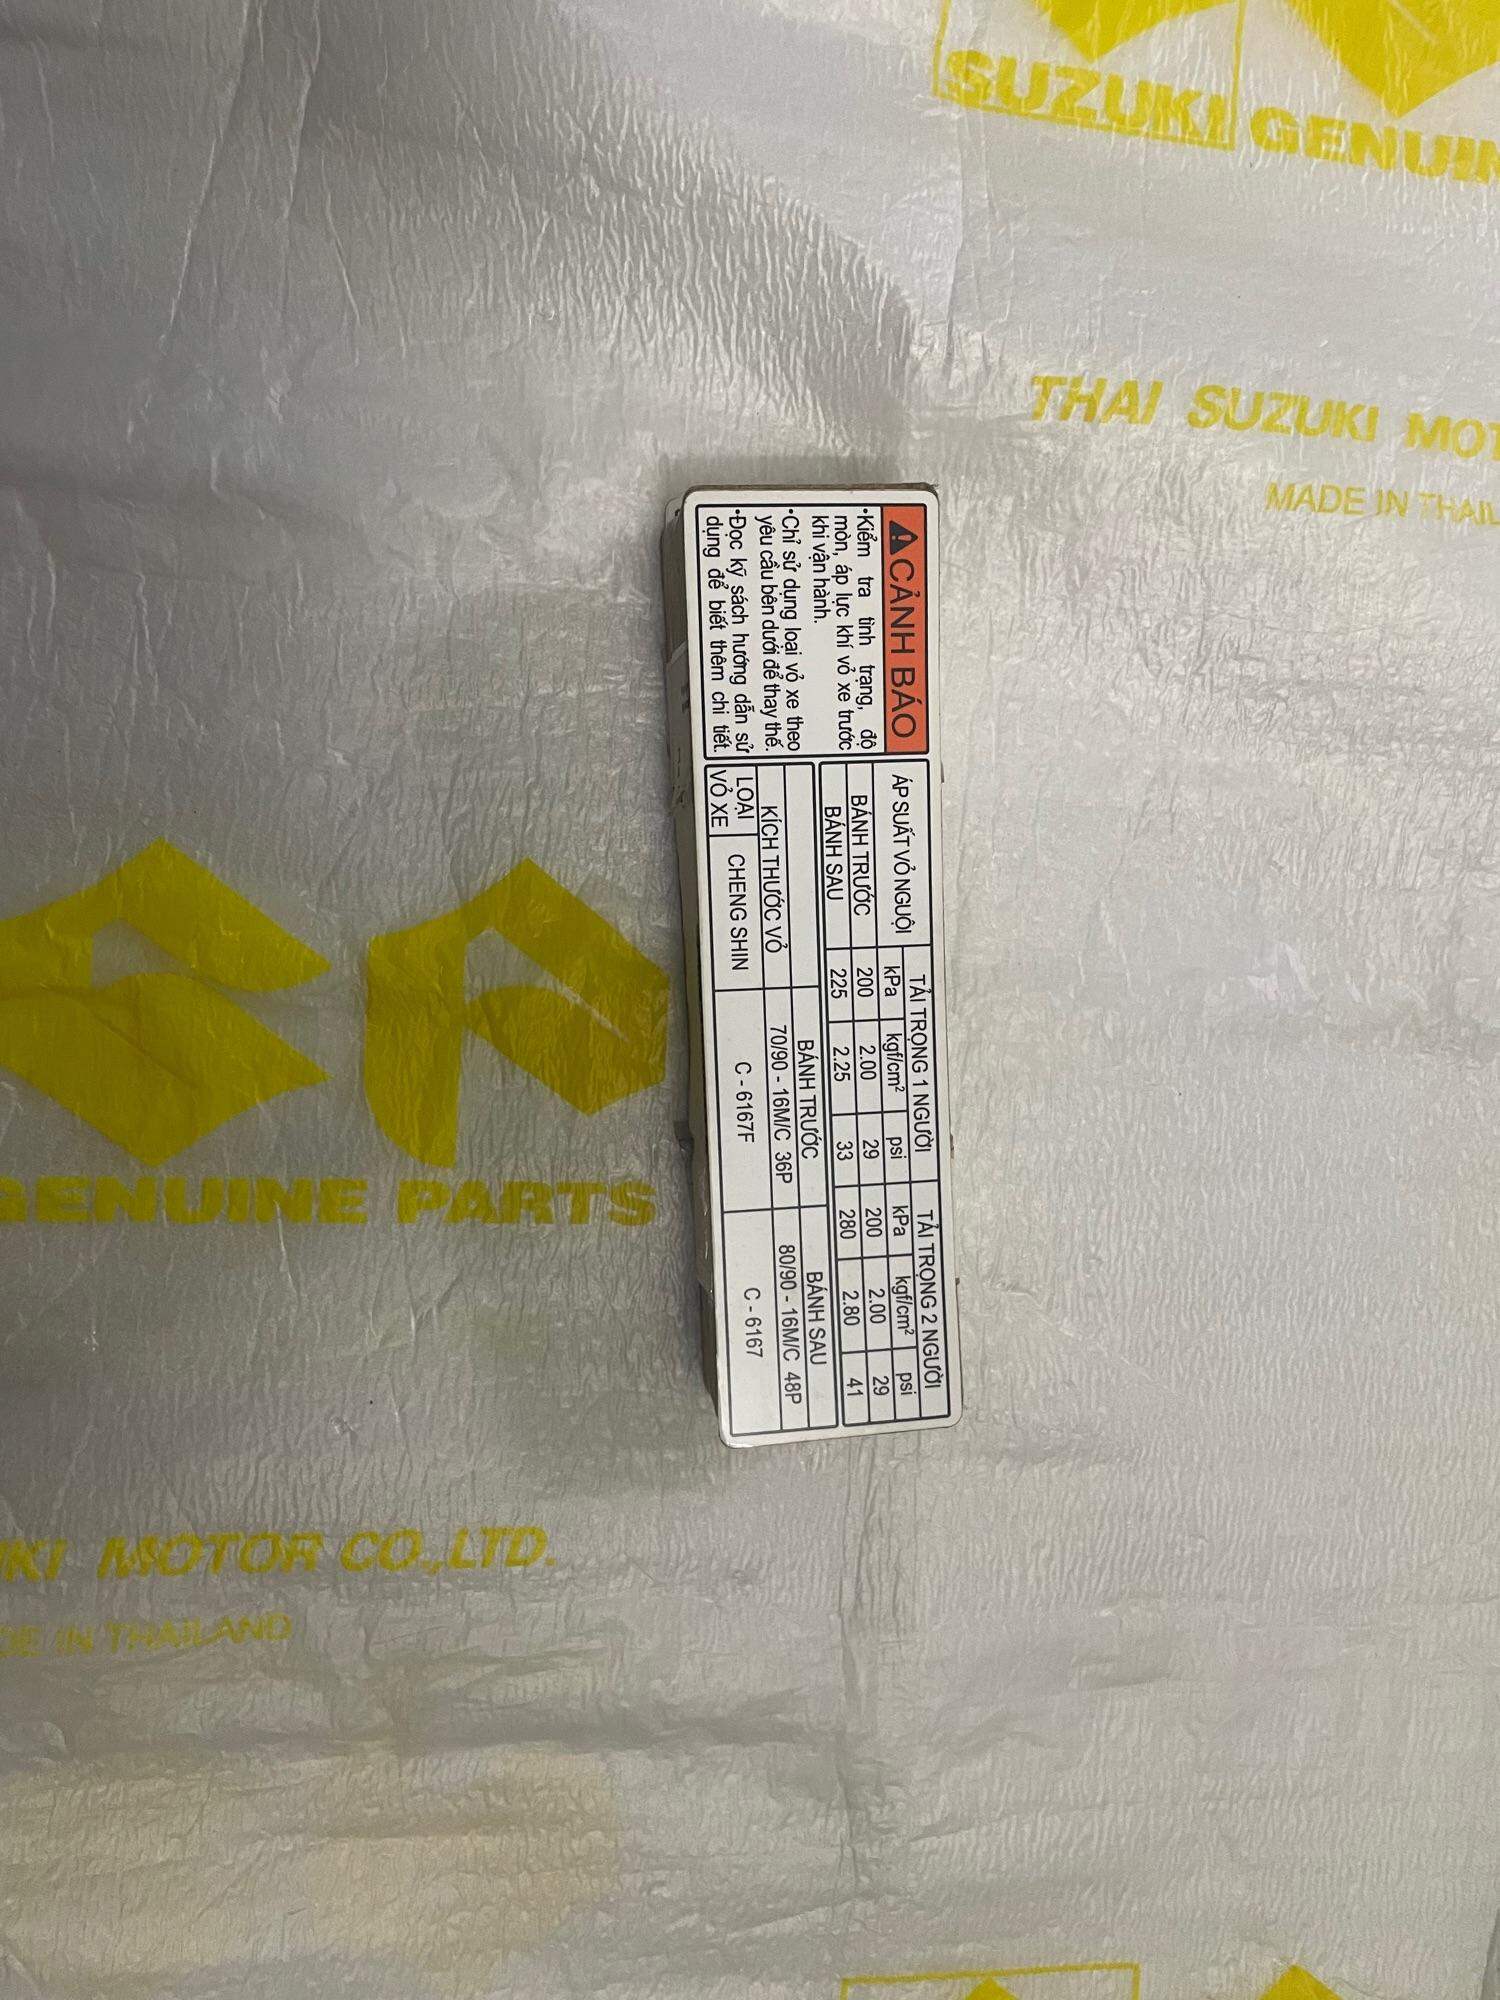 SUZUKI GENUIN
THAI SUZUKI MOT
MADE IN THAIL
⚠CẢNH BÁO
•Kiểm tra tình trạng, độ
mòn, áp lực khí vỏ xe trước
khi vận hành.
•Chỉ sử dụng loại vỏ xe theo
yêu cầu bên dưới để thay thế.
•Đọc kỹ sách hướng dẫn sử
dụng để biết thêm chi tiết.
ÁP SUẤT VỎ NGUỘI TẢI TRỌNG 1 NGƯỜI TẢI TRỌNG 2 NGƯỜI
kPa kgf/cm² psi kPa kgf/cm² psi
BÁNH TRƯỚC 200 2.00 29 200 2.00 29
BÁNH SAU 225 2.25 33 280 2.80 41
BÁNH TRƯỚC BÁNH SAU
KÍCH THƯỚC VỎ 70/90 - 16M/C 36P 80/90 - 16M/C 48P
LOẠI
VỎ XE
CHENG SHIN C - 6167F C - 6167
GENUINE PARTS
UKI MOTOR CO.,LTD.
DE IN THAILAND